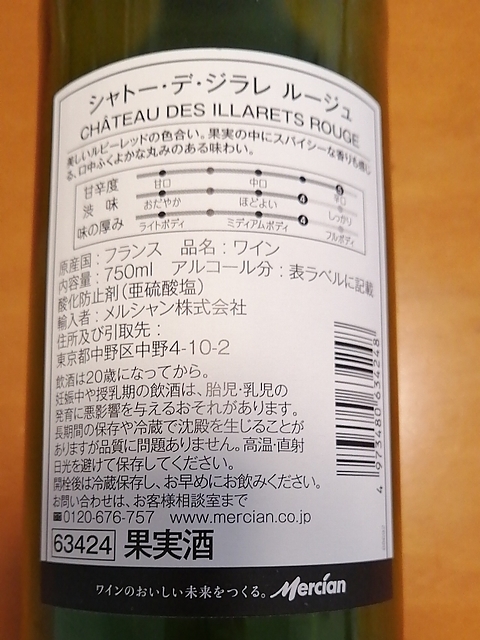 シャトー・デ・ジラレ ルージュ
CHÂTEAU DES ILLARETS ROUGE
美しいルビーレッドの色合い。果実の中にスパイシーな香りも感じ
る、口中ふくよかな丸みのある味わい。
甘辛度 甘口 中口 辛口 6
渋味 おだやか ほどよい 4 しっかり
味の厚み ライトボディ ミディアムボディ 4 フルボディ
原産国：フランス 品名：ワイン
内容量：750ml アルコール分：表ラベルに記載
酸化防止剤（亜硫酸塩）
輸入者：メルシャン株式会社
住所及び引取先：
東京都中野区中野4-10-2
飲酒は20歳になってから。
妊娠中や授乳期の飲酒は、胎児・乳児の
発育に悪影響を与えるおそれがあります。
長期間の保存や冷蔵で沈殿を生じることが
ありますが品質に問題ありません。高温・直射
日光を避けて保存してください。
開栓後は冷蔵保存し、お早めにお飲みください。
お問い合わせは、お客様相談室まで
☎0120-676-757 www.mercian.co.jp
63424 果実酒
4 973480 634248
ワインのおいしい未来をつくる。 Mercian